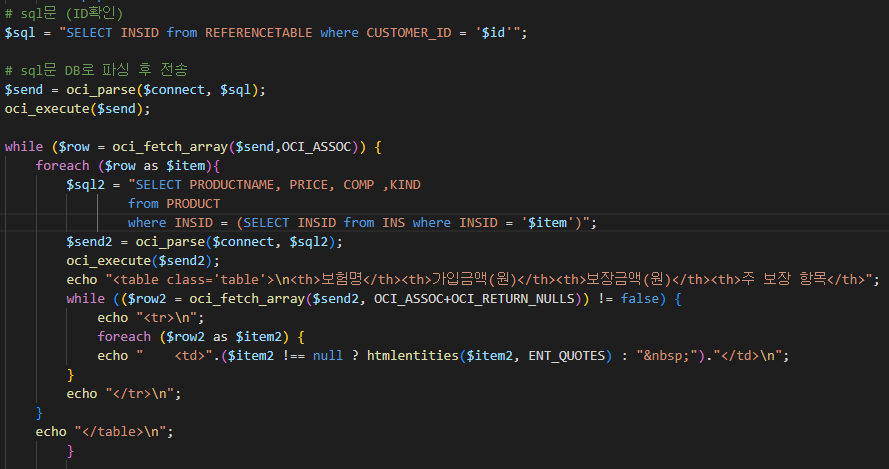 # sql문 (ID확인)
$sql = "SELECT INSID from REFERENCETABLE where CUSTOMER_ID = '$id'";
# sql문 DB로 파싱 후 전송
$send = oci_parse($connect, $sql);
oci_execute($send);
while ($row = oci_fetch_array($send,OCI_ASSOC)) {
foreach ($row as $item){
$sql2 = "SELECT PRODUCTNAME, PRICE, COMP ,KIND
from PRODUCT
where INSID = (SELECT INSID from INS where INSID = '$item')";
$send2 = oci_parse($connect, $sql2);
oci_execute($send2);
echo "<table class='table'>\n<th>보험명</th><th>가입금액(원)</th><th>보장금액(원)</th><th>주 보장 항목</th>";
while (($row2 = oci_fetch_array($send2, OCI_ASSOC+OCI_RETURN_NULLS)) != false) {
echo "<tr>\n";
foreach ($row2 as $item2) {
echo "    <td>".($item2 !== null ? htmlentities($item2, ENT_QUOTES) : "&nbsp;")."</td>\n";
}
echo "</tr>\n";
}
echo "</table>\n";
}